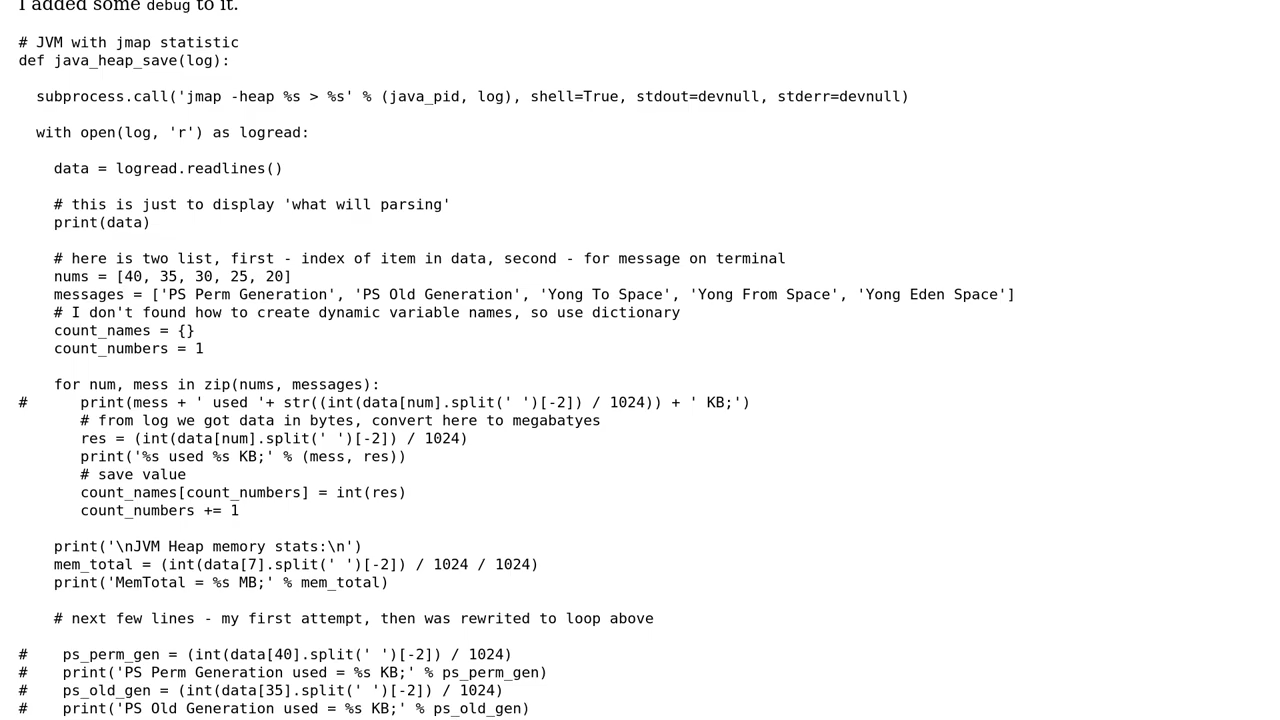 I added some debug to it.
# JVM with jmap statistic
def java_heap_save(log):
  subprocess.call('jmap -heap %s > %s' % (java_pid, log), shell=True, stdout=devnull, stderr=devnull)
  with open(log, 'r') as logread:
    data = logread.readlines()
    # this is just to display 'what will parsing'
    print(data)
    # here is two list, first - index of item in data, second - for message on terminal
    nums = [40, 35, 30, 25, 20]
    messages = ['PS Perm Generation', 'PS Old Generation', 'Yong To Space', 'Yong From Space', 'Yong Eden Space']
    # I don't found how to create dynamic variable names, so use dictionary
    count_names = {}
    count_numbers = 1
    for num, mess in zip(nums, messages):
#      print(mess + ' used '+ str((int(data[num].split(' ')[-2]) / 1024)) + ' KB;')
       # from log we got data in bytes, convert here to megabatyes
       res = (int(data[num].split(' ')[-2]) / 1024)
       print('%s used %s KB;' % (mess, res))
       # save value
       count_names[count_numbers] = int(res)
       count_numbers += 1
    print('\nJVM Heap memory stats:\n')
    mem_total = (int(data[7].split(' ')[-2]) / 1024 / 1024)
    print('MemTotal = %s MB;' % mem_total)
    # next few lines - my first attempt, then was rewrited to loop above
#    ps_perm_gen = (int(data[40].split(' ')[-2]) / 1024)
#    print('PS Perm Generation used = %s KB;' % ps_perm_gen)
#    ps_old_gen = (int(data[35].split(' ')[-2]) / 1024)
#    print('PS Old Generation used = %s KB;' % ps_old_gen)